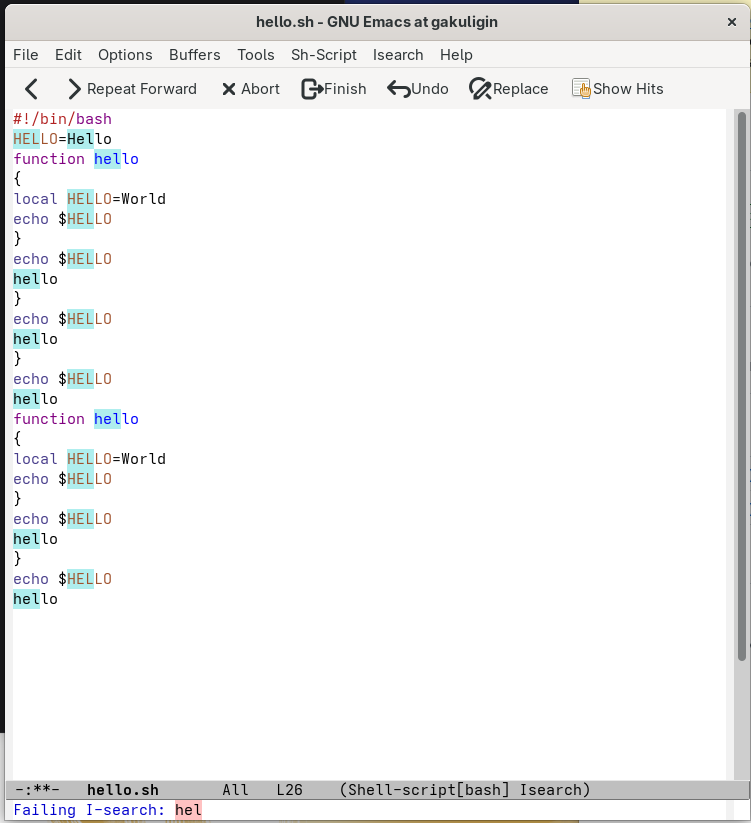 hello.sh - GNU Emacs at gakuligin
File Edit Options Buffers Tools Sh-Script Isearch Help
Repeat Forward Abort Finish Undo Replace Show Hits
#!/bin/bash
HELLO=Hello
function hello
{
local HELLO=World
echo $HELLO
}
echo $HELLO
hello
}
echo $HELLO
hello
}
echo $HELLO
hello
function hello
{
local HELLO=World
echo $HELLO
}
echo $HELLO
hello
}
echo $HELLO
hello
-:**- hello.sh All L26 (Shell-script[bash] Isearch)
Failing I-search: hel